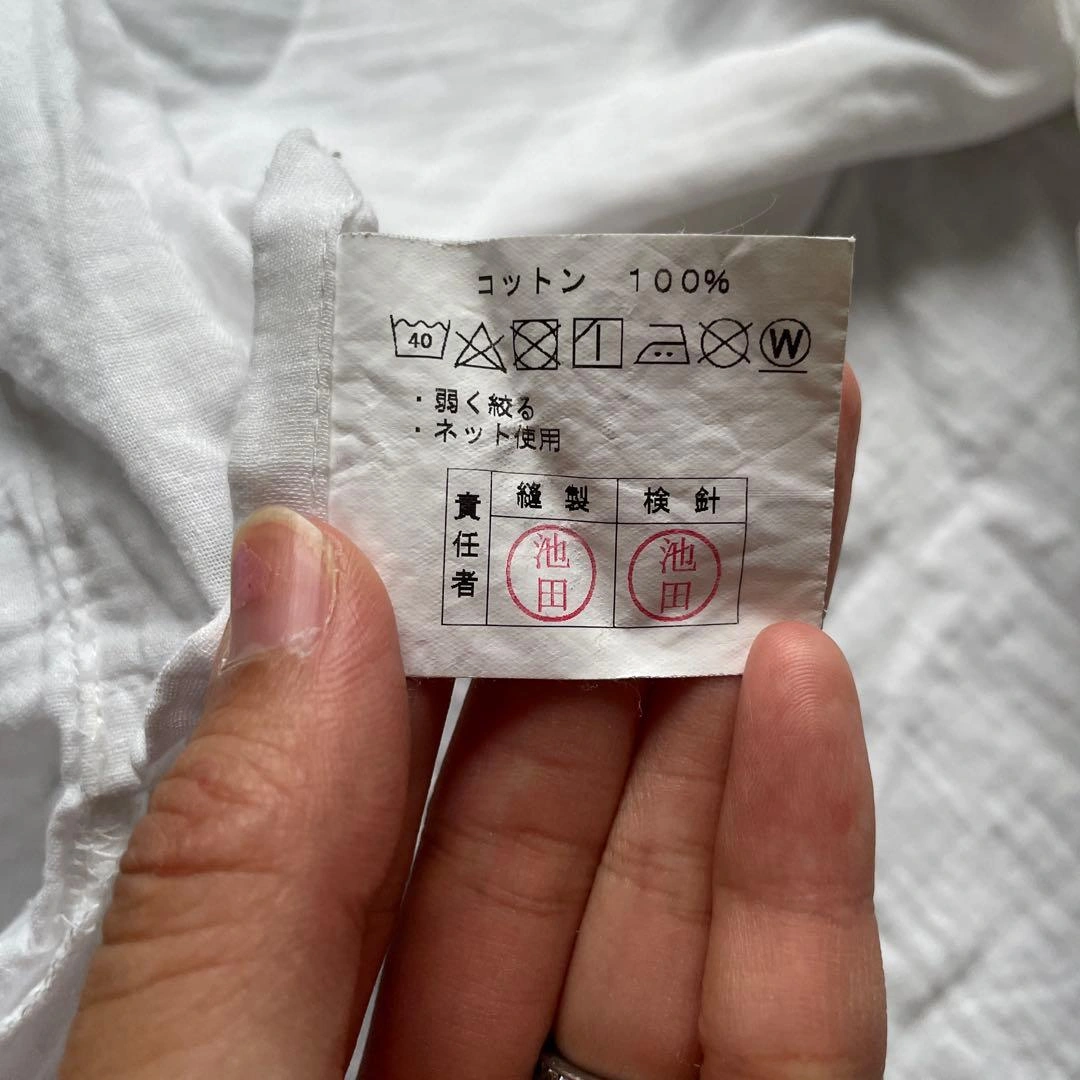 コットン 100%
40 W
・弱く絞る
・ネット使用
責任者 縫製 検針
池田 池田